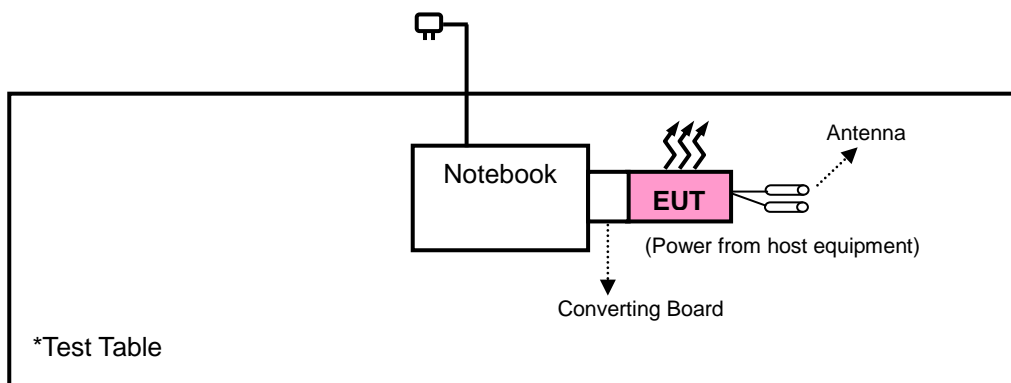 Antenna
Notebook
EUT
(Power from host equipment)
Converting Board
*Test Table